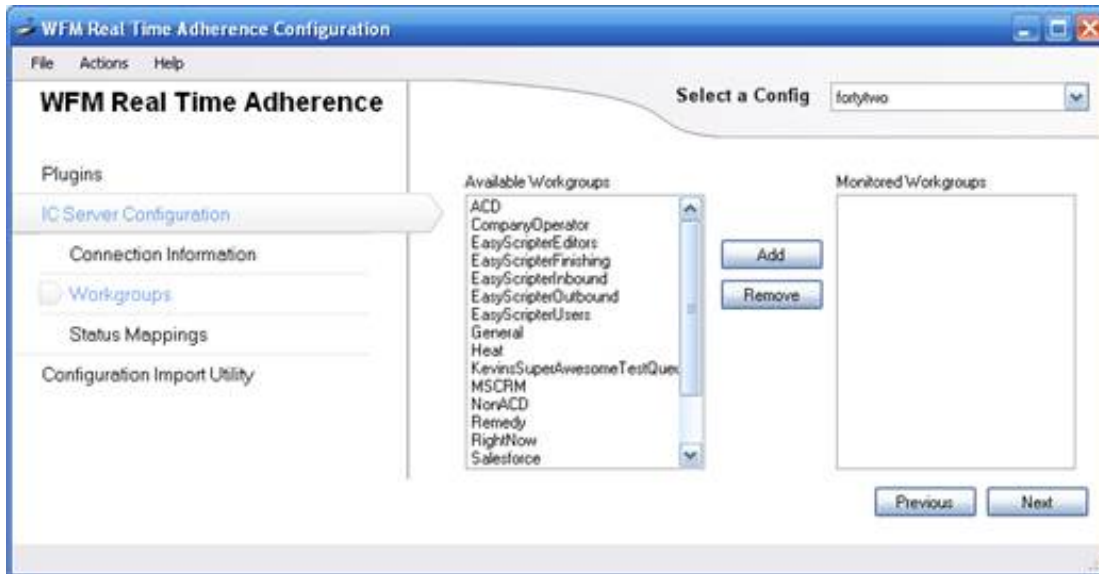 WFM Real Time Adherence Configuration
File Actions Help
WFM Real Time Adherence
Select a Config fortytwo
Plugins
IC Server Configuration
Connection Information
Workgroups
Status Mappings
Configuration Import Utility
Available Workgroups
ACD
CompanyOperator
EasyScripterEditors
EasyScripterFinishing
EasyScripterInbound
EasyScripterOutbound
EasyScripterUsers
General
Heat
KevinsSuperAwesomeTestQueu
MSCRM
NonACD
Remedy
RightNow
Salesforce
Add
Remove
Monitored Workgroups
Previous Next